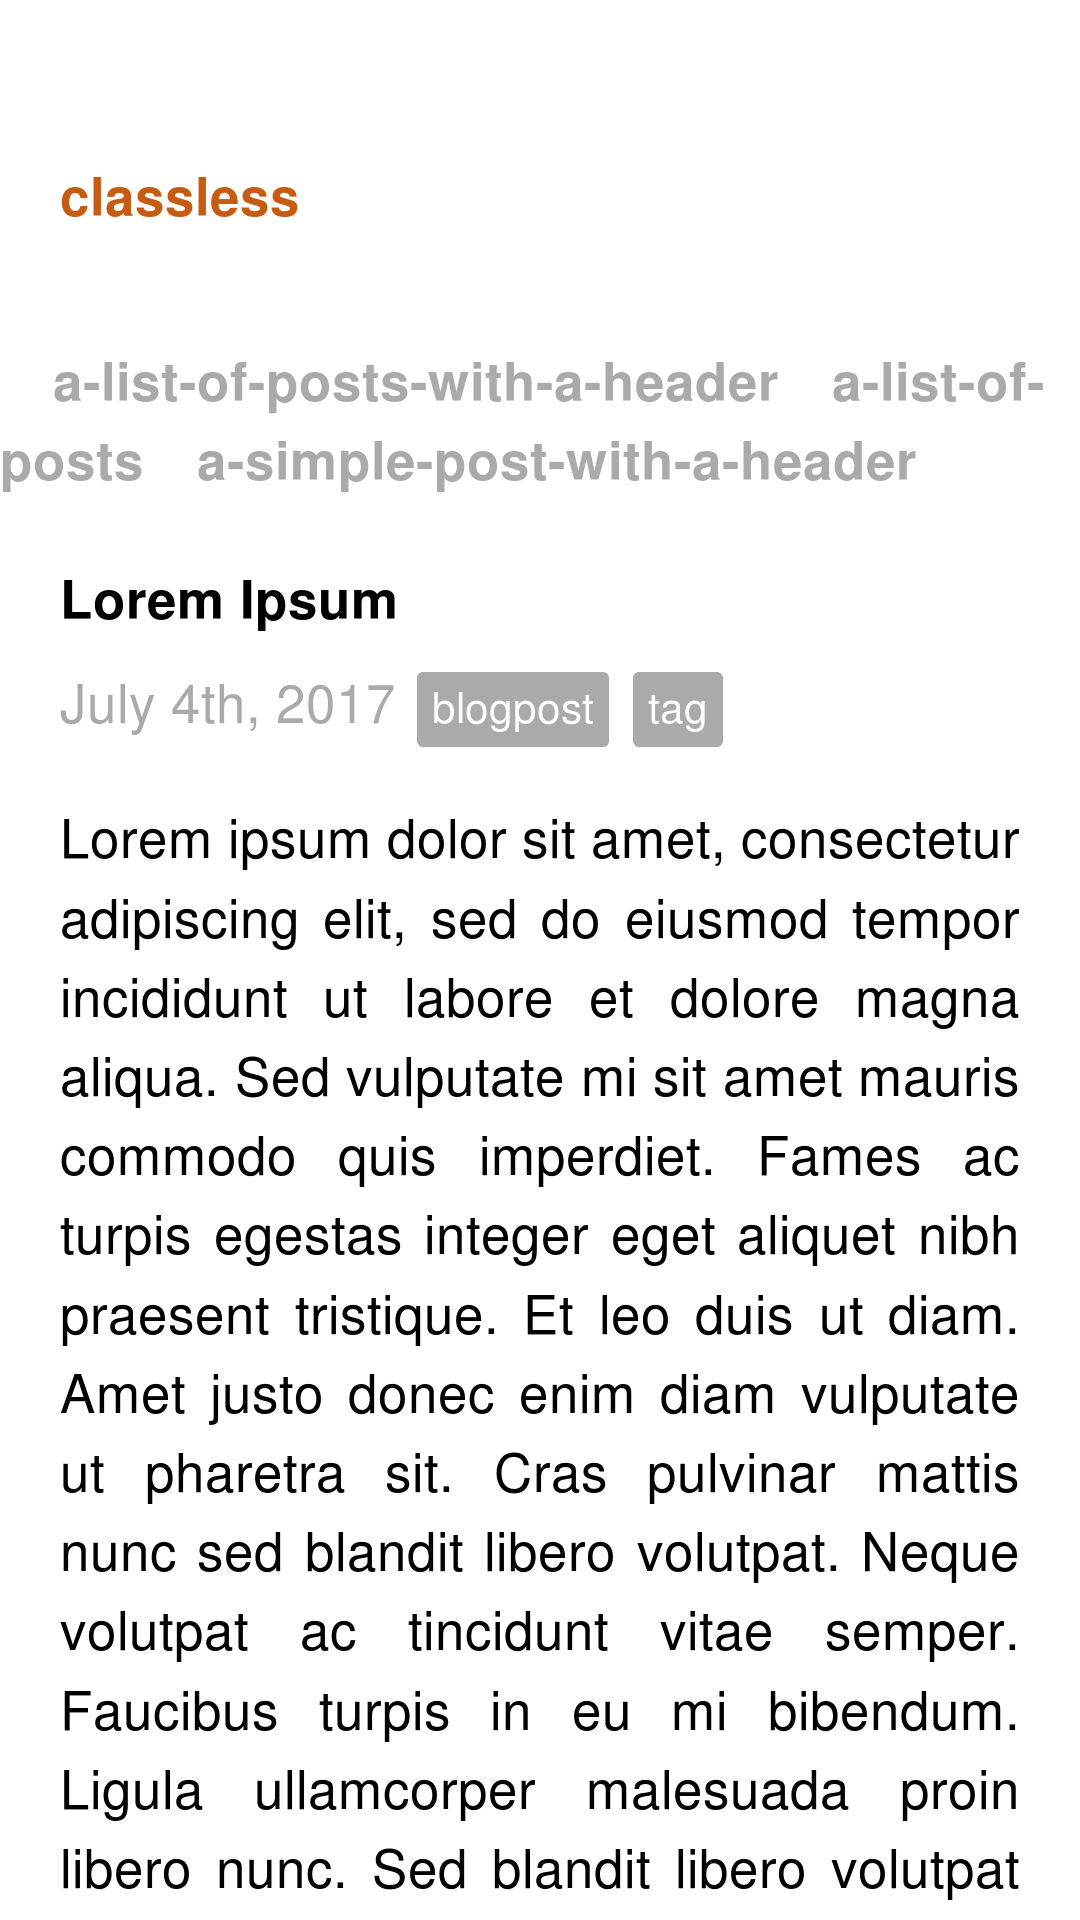 classless
a-list-of-posts-with-a-header a-list-of-
posts a-simple-post-with-a-header
Lorem Ipsum
July 4th, 2017 blogpost tag
Lorem ipsum dolor sit amet, consectetur
adipiscing elit, sed do eiusmod tempor
incididunt ut labore et dolore magna
aliqua. Sed vulputate mi sit amet mauris
commodo quis imperdiet. Fames ac
turpis egestas integer eget aliquet nibh
praesent tristique. Et leo duis ut diam.
Amet justo donec enim diam vulputate
ut pharetra sit. Cras pulvinar mattis
nunc sed blandit libero volutpat. Neque
volutpat ac tincidunt vitae semper.
Faucibus turpis in eu mi bibendum.
Ligula ullamcorper malesuada proin
libero nunc. Sed blandit libero volutpat